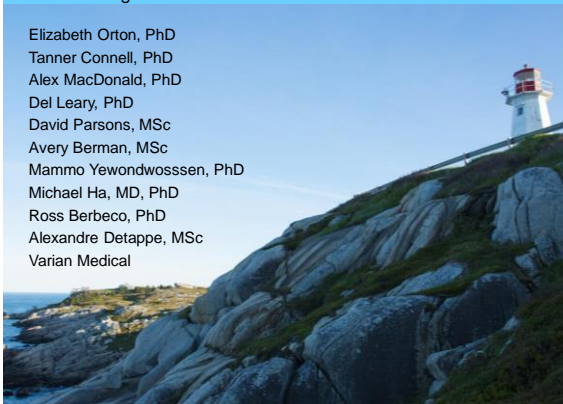 Elizabeth Orton, PhD
Tanner Connell, PhD
Alex MacDonald, PhD
Del Leary, PhD
David Parsons, MSc
Avery Berman, MSc
Mammo Yewondwosssen, PhD
Michael Ha, MD, PhD
Ross Berbeco, PhD
Alexandre Detappe, MSc
Varian Medical